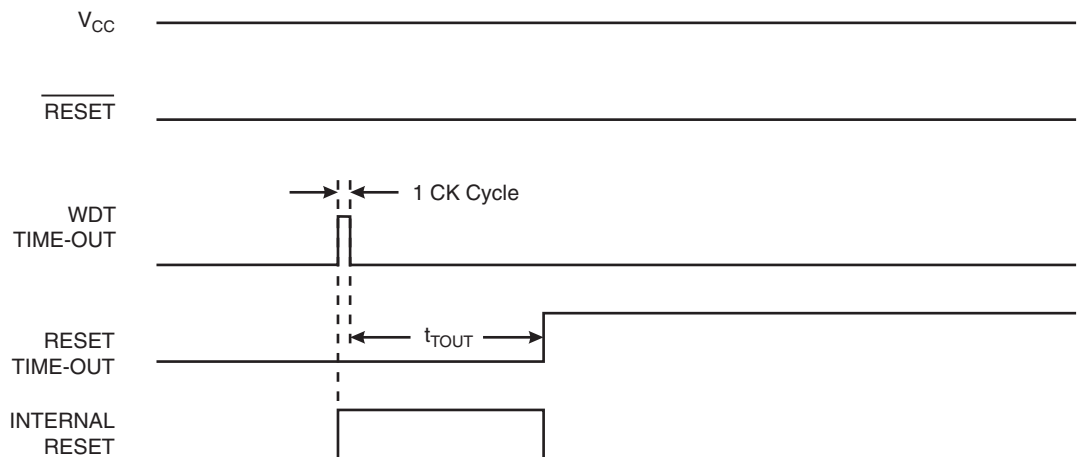 VCC
RESET
1 CK Cycle
WDT
TIME-OUT
RESET
TIME-OUT
tTOUT
INTERNAL
RESET